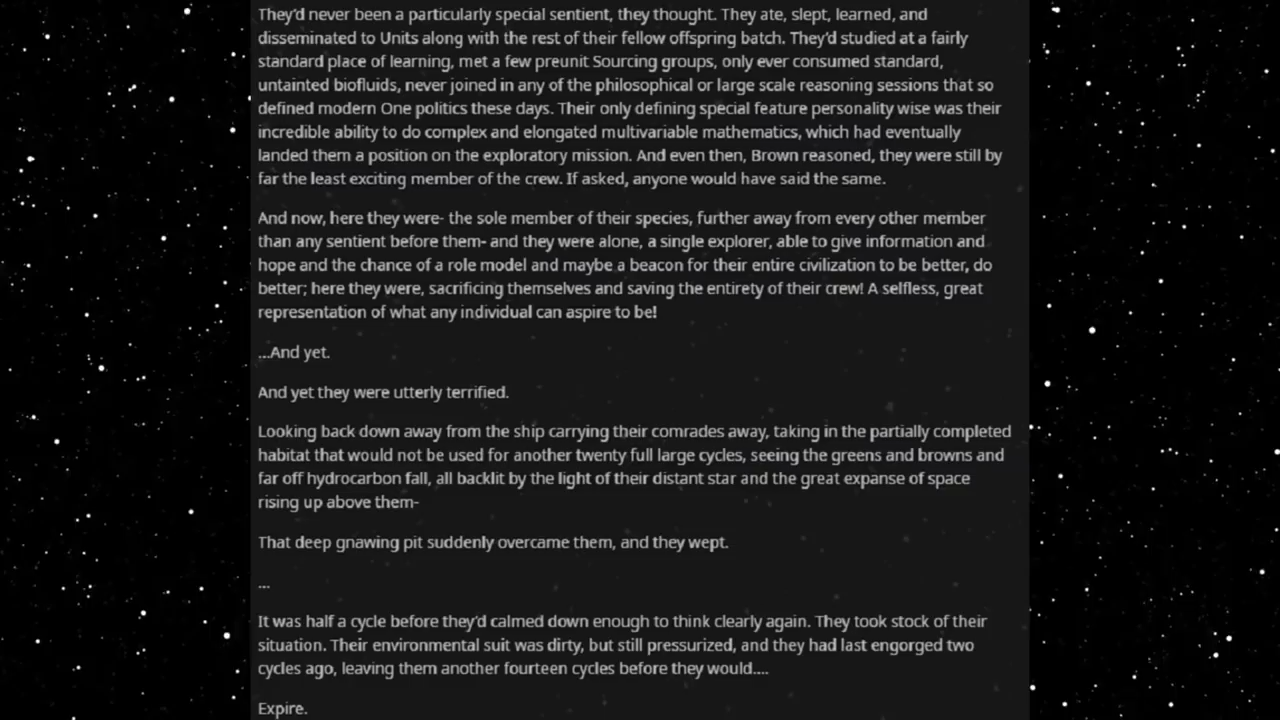 They'd never been a particularly special sentient, they thought. They ate, slept, learned, and
disseminated to Units along with the rest of their fellow offspring batch. They'd studied at a fairly
standard place of learning, met a few preunit Sourcing groups, only ever consumed standard,
untainted biofluids, never joined in any of the philosophical or large scale reasoning sessions that so
defined modern One politics these days. Their only defining special feature personality wise was their
incredible ability to do complex and elongated multivariable mathematics, which had eventually
landed them a position on the exploratory mission. And even then, Brown reasoned, they were still by
far the least exciting member of the crew. If asked, anyone would have said the same.
And now, here they were- the sole member of their species, further away from every other member
than any sentient before them- and they were alone, a single explorer, able to give information and
hope and the chance of a role model and maybe a beacon for their entire civilization to be better, do
better; here they were, sacrificing themselves and saving the entirety of their crew! A selfless, great
representation of what any individual can aspire to be!
...And yet.
And yet they were utterly terrified.
Looking back down away from the ship carrying their comrades away, taking in the partially completed
habitat that would not be used for another twenty full large cycles, seeing the greens and browns and
far off hydrocarbon fall, all backlit by the light of their distant star and the great expanse of space
rising up above them-
That deep gnawing pit suddenly overcame them, and they wept.
...
It was half a cycle before they'd calmed down enough to think clearly again. They took stock of their
situation. Their environmental suit was dirty, but still pressurized, and they had last engorged two
cycles ago, leaving them another fourteen cycles before they would....
Expire.